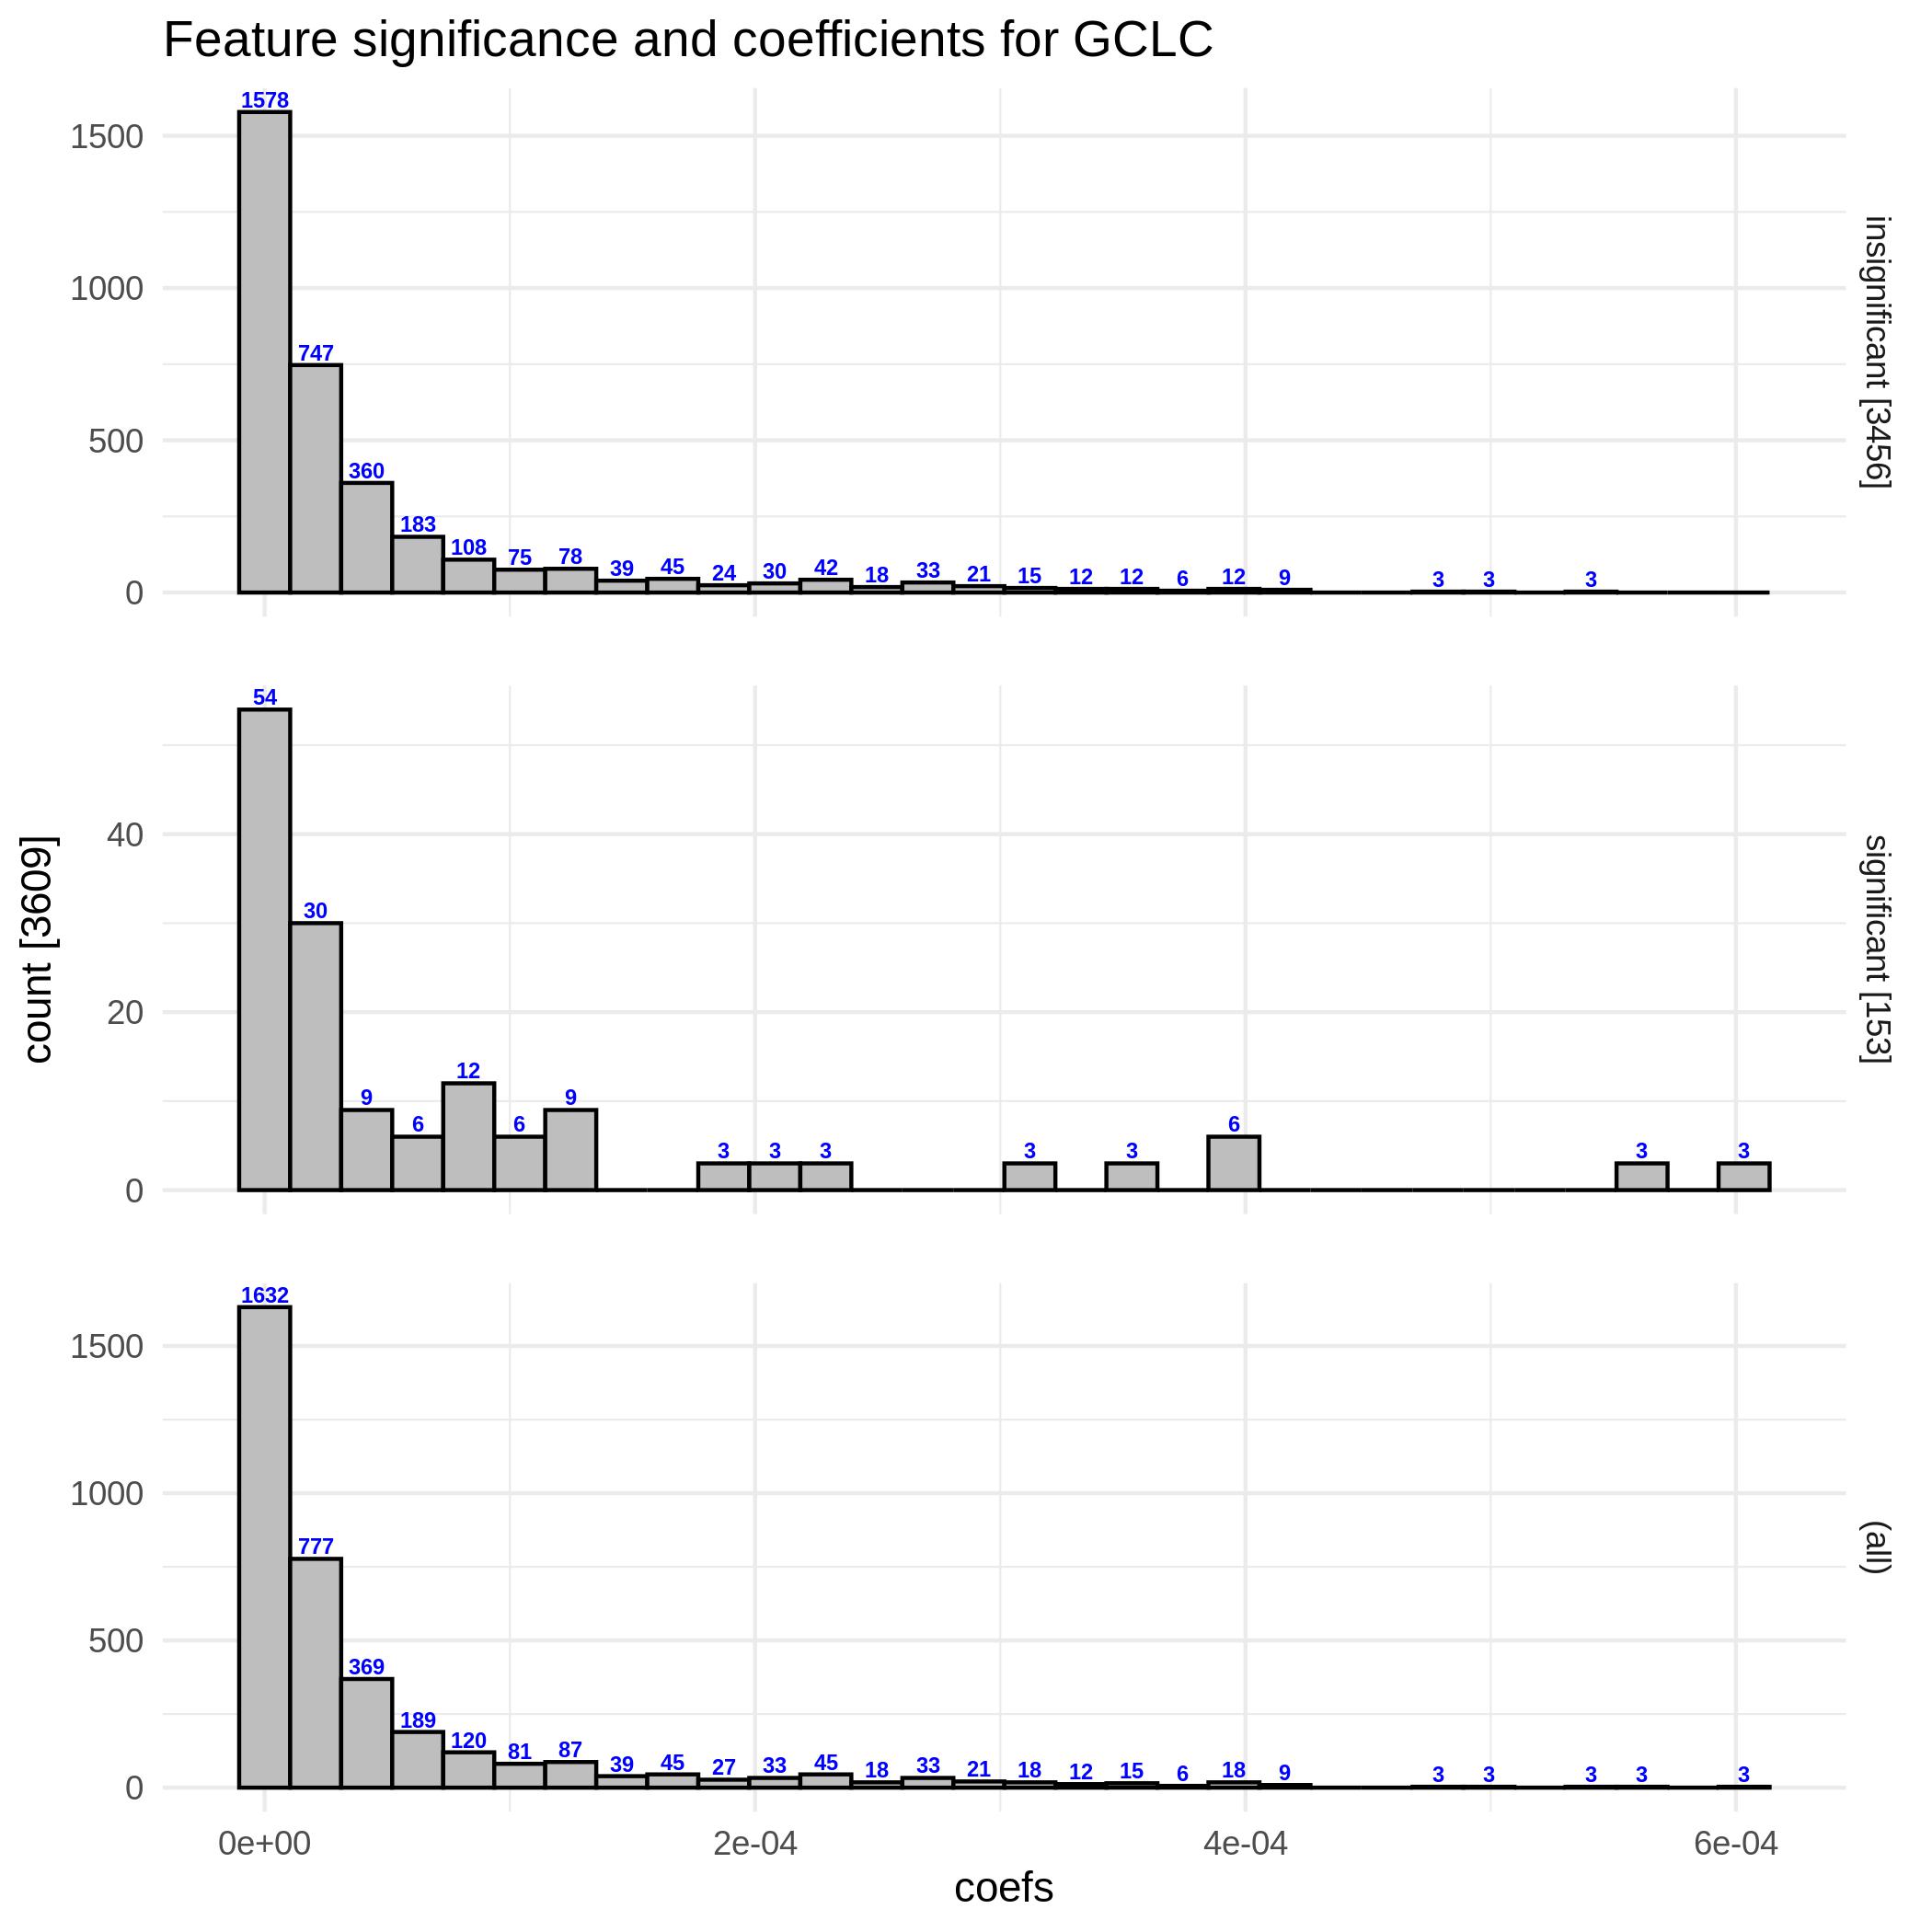 Feature significance and coefficients for GCLC
1578
1500
747
1000
500
360
183
108 75 78 39 45 24 30 42 18 33 21 15 12 12 6 12 9 3 3 3
0
insignificant [3456]
54
40
30
20
9 6 12 6 9 3 3 3 3 3 6 3 3
0
significant [153]
count [3609]
1632
1500
1000
777
500
369
189
120 81 87 39 45 27 33 45 18 33 21 18 12 15 6 18 9 3 3 3 3 3
0
(all)
0e+00 2e-04 4e-04 6e-04
coefs